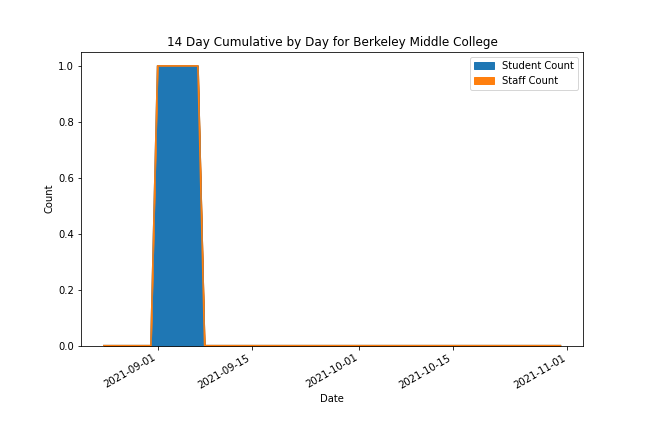 14 Day Cumulative by Day for Berkeley Middle College
Student Count
Staff Count
1.0
0.8
0.6
0.4
0.2
0.0
Count
2021-09-01
2021-09-15
2021-10-01
2021-10-15
2021-11-01
Date